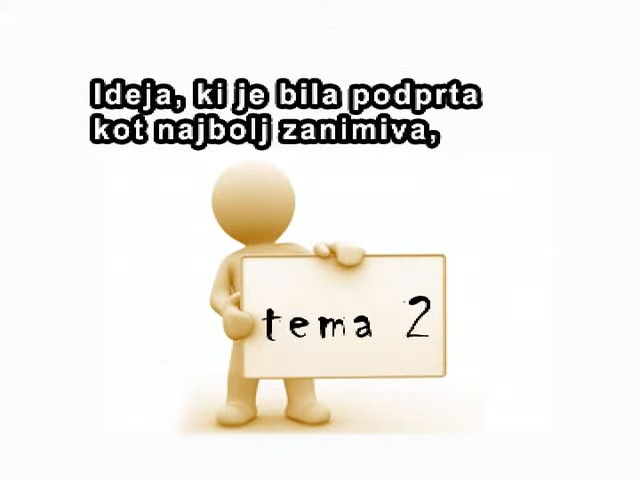 Ideja, ki je bila podprta
kot najbolj zanimiva,
tema 2